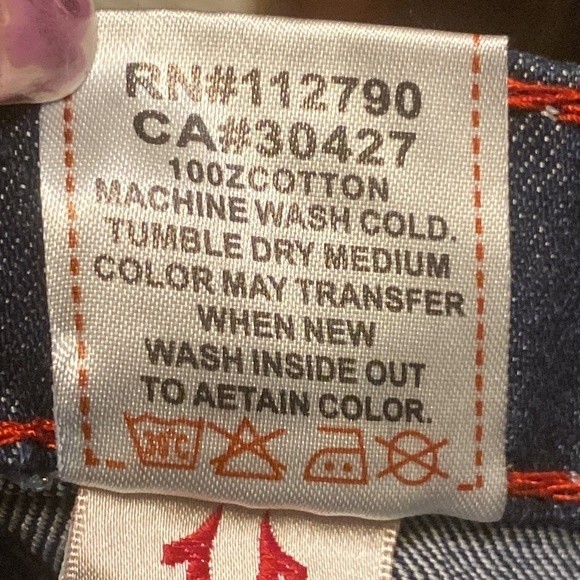 RN#112790
CA#30427
100ZCOTTON
MACHINE WASH COLD.
TUMBLE DRY MEDIUM
COLOR MAY TRANSFER
WHEN NEW
WASH INSIDE OUT
TO AETAIN COLOR.
30°C